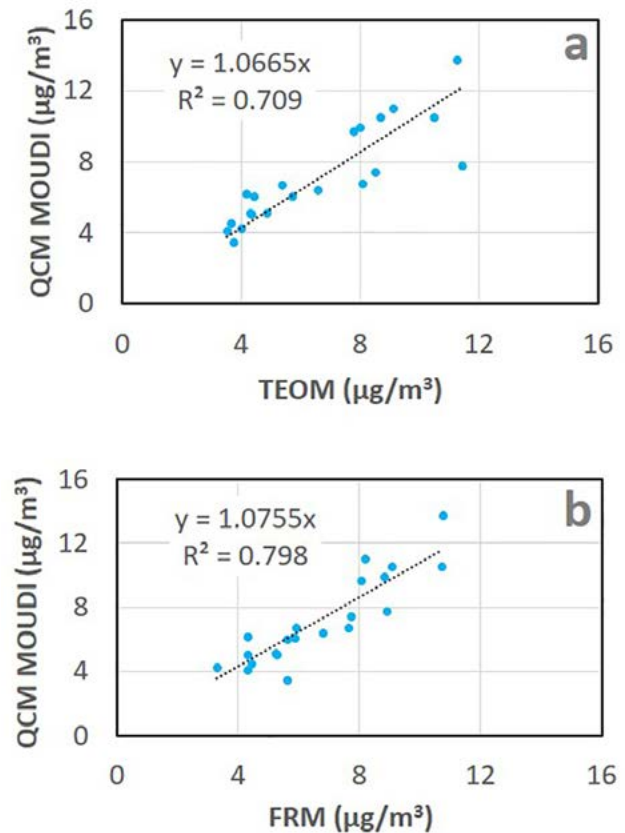 a
y = 1.0665x
R² = 0.709
QCM MOUDI (µg/m³)
16
12
8
4
0
0 4 8 12 16
TEOM (µg/m³)
b
y = 1.0755x
R² = 0.798
QCM MOUDI (µg/m³)
16
12
8
4
0
0 4 8 12 16
FRM (µg/m³)